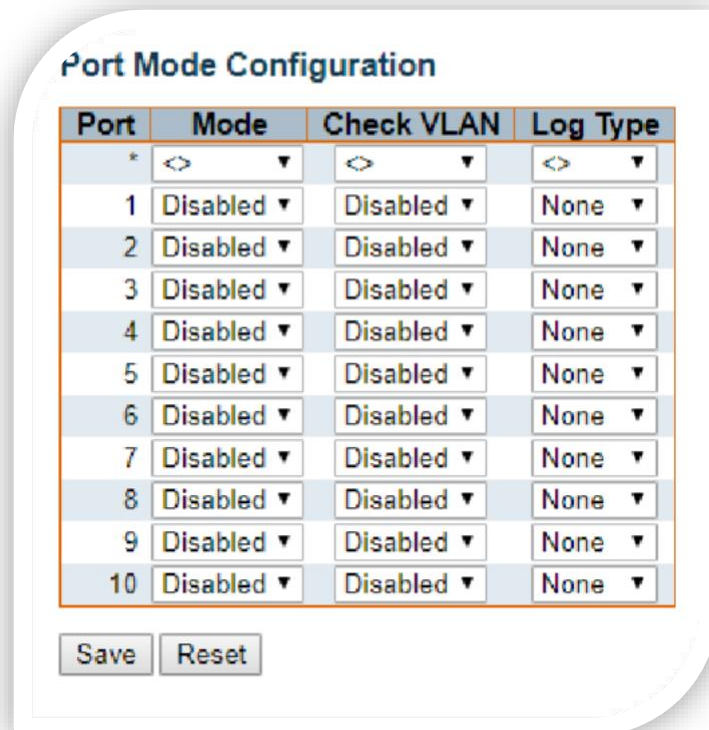 Port Mode Configuration
Port Mode Check VLAN Log Type
* <> <> <>
1 Disabled Disabled None
2 Disabled Disabled None
3 Disabled Disabled None
4 Disabled Disabled None
5 Disabled Disabled None
6 Disabled Disabled None
7 Disabled Disabled None
8 Disabled Disabled None
9 Disabled Disabled None
10 Disabled Disabled None
Save Reset